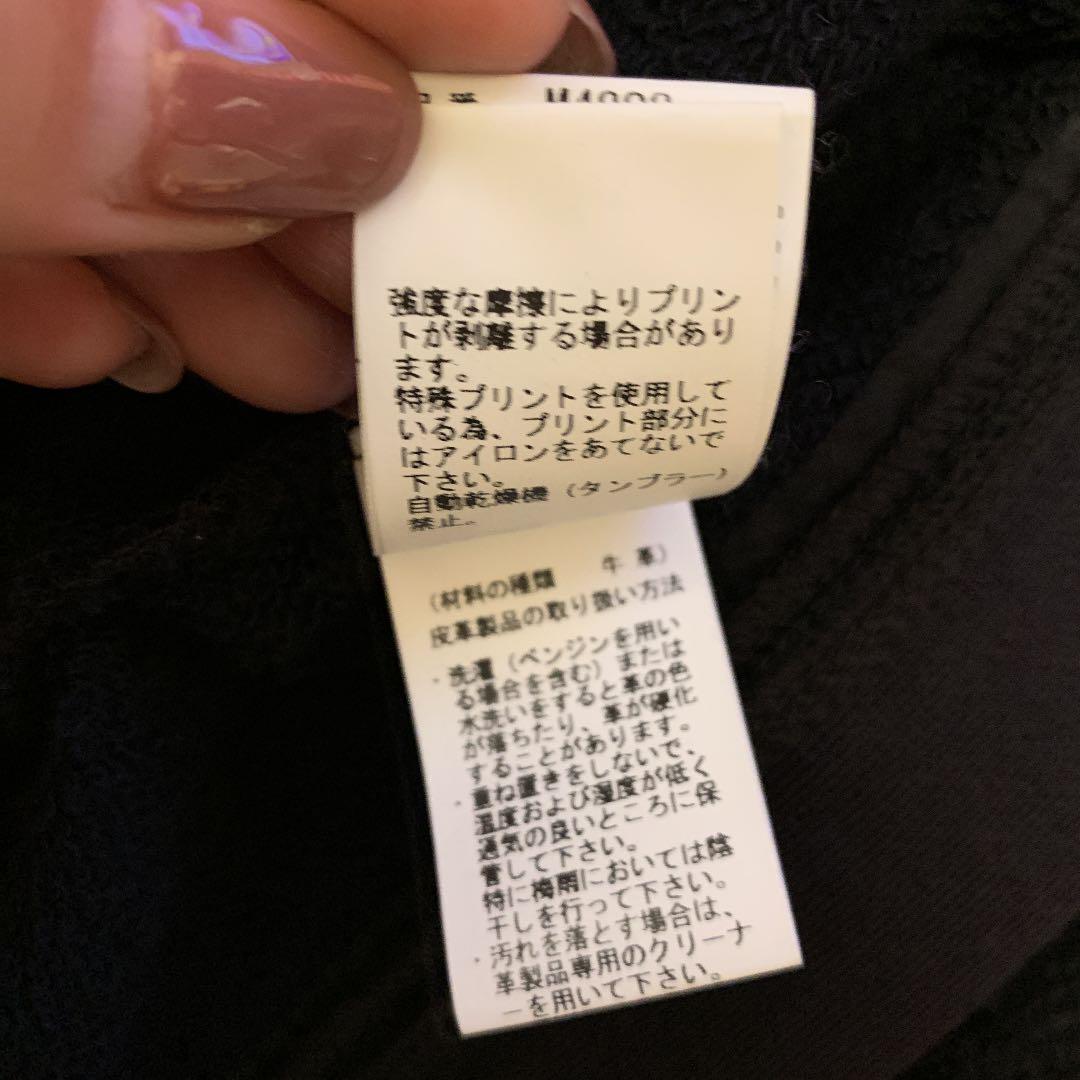 強度な摩擦によりプリン
トが剥離する場合があり
ます。
特殊プリントを使用して
いる為、プリント部分に
はアイロンをあてないで
下さい。
自動乾燥機（タンブラー）
禁止。
（材料の種類　牛革）
皮革製品の取り扱い方法
・洗濯（ベンジンを用い
る場合を含む）または
水洗いをすると革の色
が落ちたり、革が硬化
することがあります。
・重ね置きをしないで、
温度および湿度が低く
通気の良いところに保
管して下さい。
特に梅雨においては陰
干しを行って下さい。
・汚れを落とす場合は、
革製品専用のクリーナ
ーを用いて下さい。